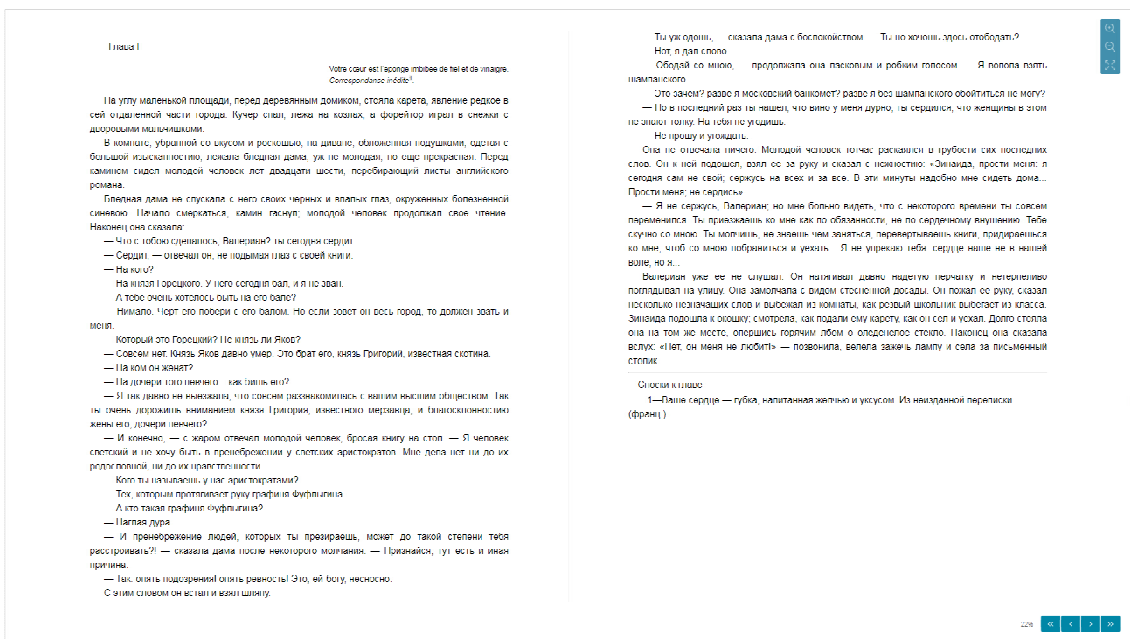 Глава I
Votre cœur est l'éponge imbibée de fiel et de vinaigre.
Correspondance inédite¹.
На углу маленькой площади, перед деревянным домиком, стояла карета, явление редкое в
сей отдаленной части города. Кучер спал, лежа на козлах, а форейтор играл в снежки с
дворовыми мальчишками.
В комнате, убранной со вкусом и роскошью, на диване, обложенная подушками, одетая с
большой изысканностию, лежала бледная дама, уж не молодая, но еще прекрасная. Перед
камином сидел молодой человек лет двадцати шести, перебирающий листы английского
романа.
Бледная дама не спускала с него своих черных и впалых глаз, окруженных болезненной
синевою. Начало смеркаться, камин гаснул; молодой человек продолжал свое чтение.
Наконец она сказала:
— Что с тобою сделалось, Валериан? ты сегодня сердит.
— Сердит, — отвечал он, не подымая глаз с своей книги.
— На кого?
— На князя Горецкого. У него сегодня бал, и я не зван.
— А тебе очень хотелось быть на его бале?
— Нимало. Черт его побери с его балом. Но если зовет он весь город, то должен звать и
меня.
— Который это Горецкий? Не князь ли Яков?
— Совсем нет. Князь Яков давно умер. Это брат его, князь Григорий, известная скотина.
— На ком он женат?
— На дочери того певчего... как бишь его?
— Я так давно не выезжала, что совсем раззнакомилась с вашим высшим обществом. Так
ты очень дорожишь вниманием князя Григория, известного мерзавца, и благосклонностию
жены его, дочери певчего?
— И конечно, — с жаром отвечал молодой человек, бросая книгу на стол. — Я человек
светский и не хочу быть в пренебрежении у светских аристократов. Мне дела нет ни до их
родословной, ни до их нравственности.
— Кого ты называешь у нас аристократами?
— Тех, которым протягивает руку графиня Фуфлыгина.
— А кто такая графиня Фуфлыгина?
— Наглая дура.
— И пренебрежение людей, которых ты презираешь, может до такой степени тебя
расстроивать?! — сказала дама после некоторого молчания. — Признайся, тут есть и иная
причина.
— Так: опять подозрения! опять ревность! Это, ей богу, несносно.
С этим словом он встал и взял шляпу.
— Ты уж едешь, — сказала дама с беспокойством. — Ты не хочешь здесь отобедать?
— Нет, я дал слово.
— Обедай со мною, — продолжала она ласковым и робким голосом. — Я велела взять
шампанского.
— Это зачем? разве я московский банкомет? разве я без шампанского обойтиться не могу?
— Но в последний раз ты нашел, что вино у меня дурно, ты сердился, что женщины в этом
не знают толку. На тебя не угодишь.
— Не прошу и угождать.
Она не отвечала ничего. Молодой человек тотчас раскаялся в грубости сих последних
слов. Он к ней подошел, взял ее за руку и сказал с нежностию: «Зинаида, прости меня: я
сегодня сам не свой; сержусь на всех и за все. В эти минуты надобно мне сидеть дома...
Прости меня; не сердись».
— Я не сержусь, Валериан; но мне больно видеть, что с некоторого времени ты совсем
переменился. Ты приезжаешь ко мне как по обязанности, не по сердечному внушению. Тебе
скучно со мною. Ты молчишь, не знаешь чем заняться, перевертываешь книги, придираешься
ко мне, чтоб со мною побраниться и уехать... Я не упрекаю тебя: сердце наше не в нашей
воле, но я...
Валериан уже ее не слушал. Он натягивал давно надетую перчатку и нетерпеливо
поглядывал на улицу. Она замолчала с видом стесненной досады. Он пожал ее руку, сказал
несколько незначащих слов и выбежал из комнаты, как резвый школьник выбегает из класса.
Зинаида подошла к окошку; смотрела, как подали ему карету, как он сел и уехал. Долго стояла
она на том же месте, опершись горячим лбом о оледенелое стекло. Наконец она сказала
вслух: «Нет, он меня не любит!» — позвонила, велела зажечь лампу и села за письменный
столик.
Сноски к главе
1—Ваше сердце — губка, напитанная желчью и уксусом. Из неизданной переписки
(франц.)
22%